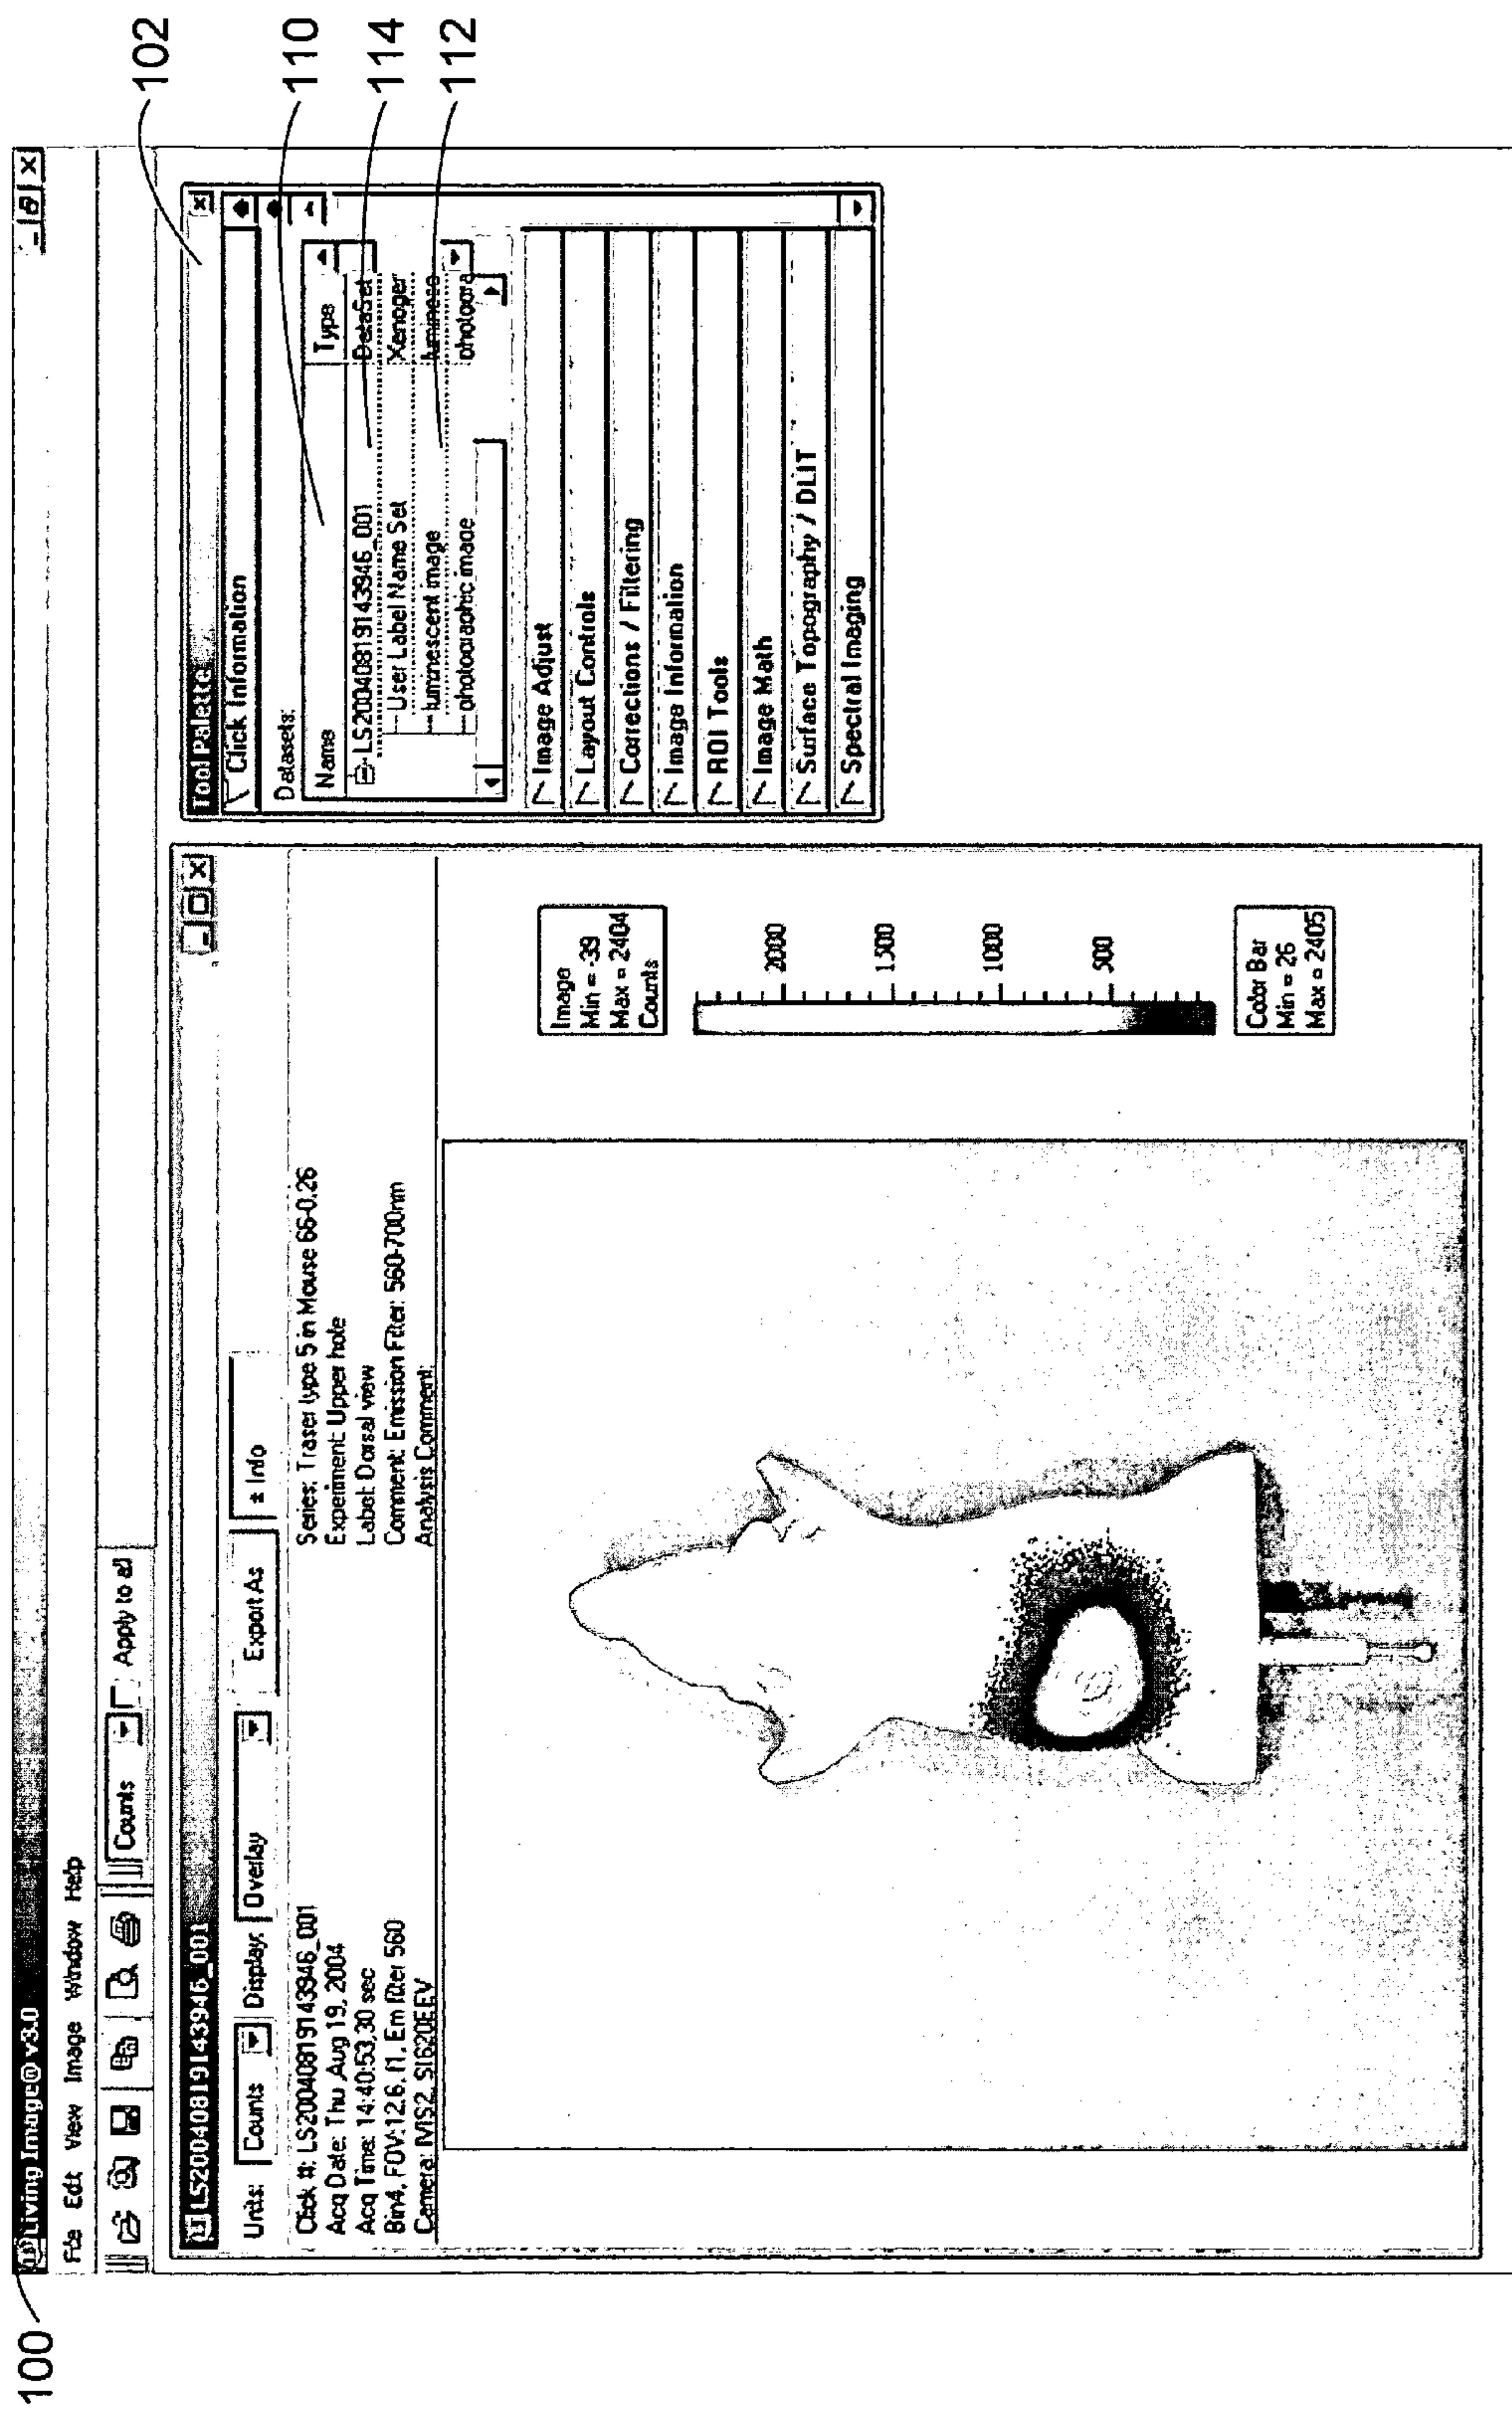 100
Living Image® v3.0
File Edit View Image Window Help
Counts Apply to all
LS20040819143946_001
Units: Counts Display: Overlay Export As ± Info
Click #: LS20040819143946_001
Acq Date: Thu Aug 19, 2004
Acq Time: 14:40:53,30 sec
Bin4, FOV:12.6, f1, Em filter 560
Camera: IVIS2, SI620EEV
Series: Traser type 5 in Mouse 66-0.26
Experiment: Upper hole
Label: Dorsal view
Comment: Emission Filter: 560-700nm
Analysis Comment:
Image
Min = -39
Max = 2404
Counts
2000
1500
1000
500
Color Bar
Min = 26
Max = 2405
Tool Palette
Click Information
Datasets:
Name Type
LS20040819143946_001 DataSet
User Label Name Set Xenoger
luminescent image luminesc
photographic image photogra
Image Adjust
Layout Controls
Corrections / Filtering
Image Information
ROI Tools
Image Math
Surface Topography / DLIT
Spectral Imaging
102
110
114
112